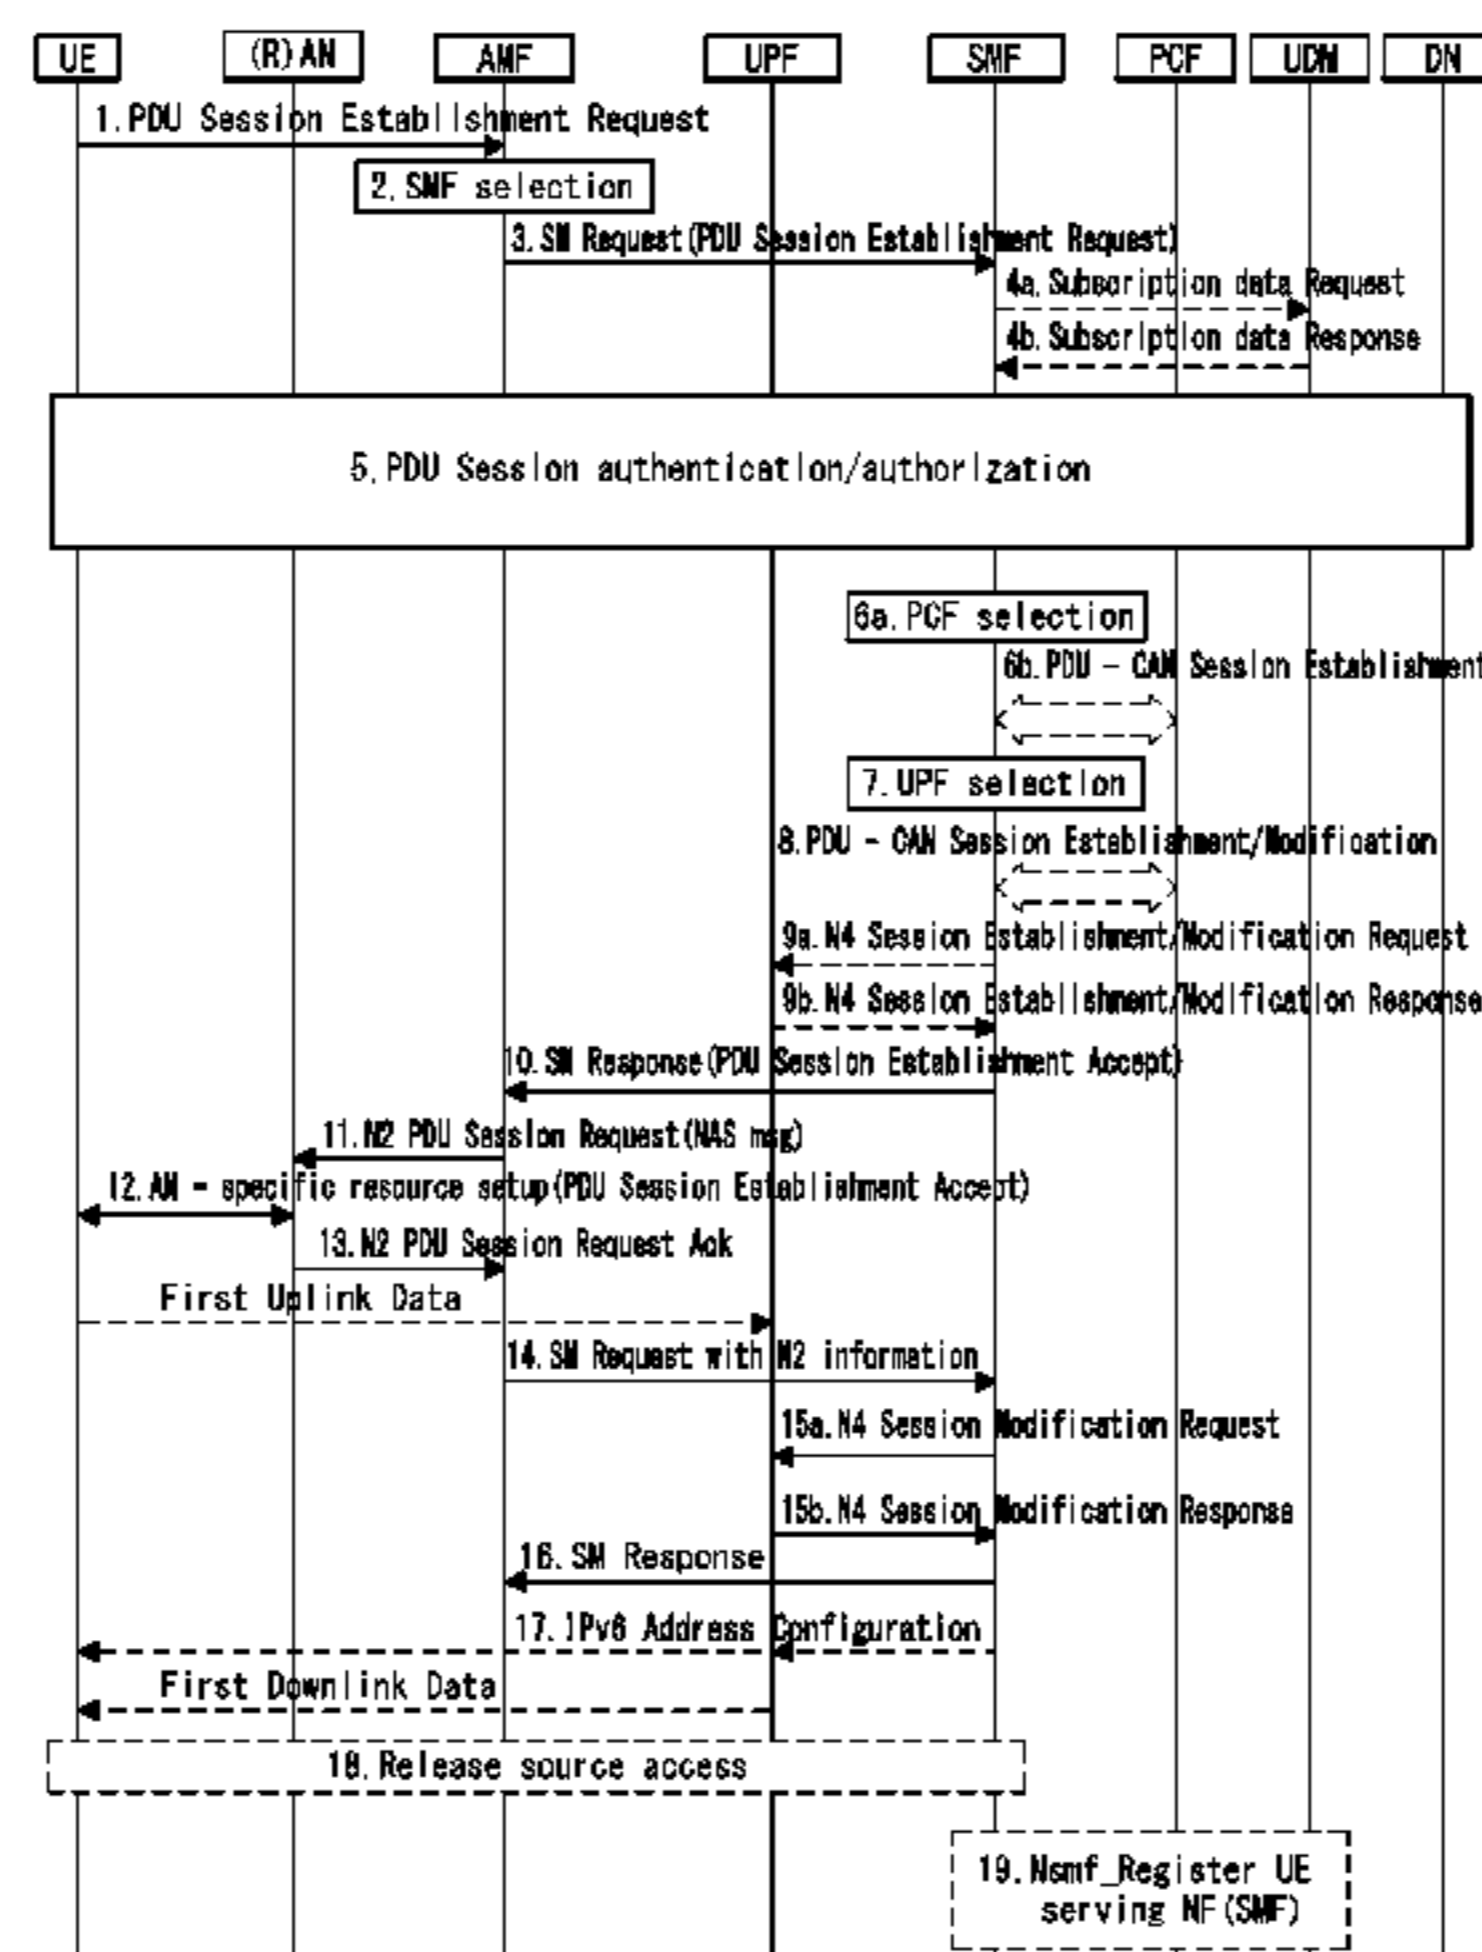 UE (R)AN AMF UPF SMF PCF UDM DN
1.PDU Session Establishment Request
2.SMF selection
3.SM Request(PDU Session Establishment Request)
4a.Subscription data Request
4b.Subscription data Response
5.PDU Session authentication/authorization
6a.PCF selection
6b.PDU - CAN Session Establishment
7.UPF selection
8.PDU - CAN Session Establishment/Modification
9a.N4 Session Establishment/Modification Request
9b.N4 Session Establishment/Modification Response
10.SM Response(PDU Session Establishment Accept)
11.N2 PDU Session Request(NAS msg)
12.AN - specific resource setup(PDU Session Establishment Accept)
13.N2 PDU Session Request Ack
First Uplink Data
14.SM Request with N2 information
15a.N4 Session Modification Request
15b.N4 Session Modification Response
16.SM Response
17.IPv6 Address Configuration
First Downlink Data
18.Release source access
19.Nsmf_Register UE
serving NF(SMF)